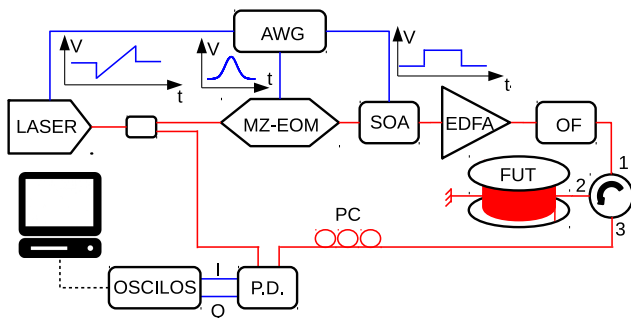 AWG
V
t
V
t
V
t
LASER
MZ-EOM
SOA
EDFA
OF
FUT
1
2
3
PC
OSCILOS
I
Q
P.D.